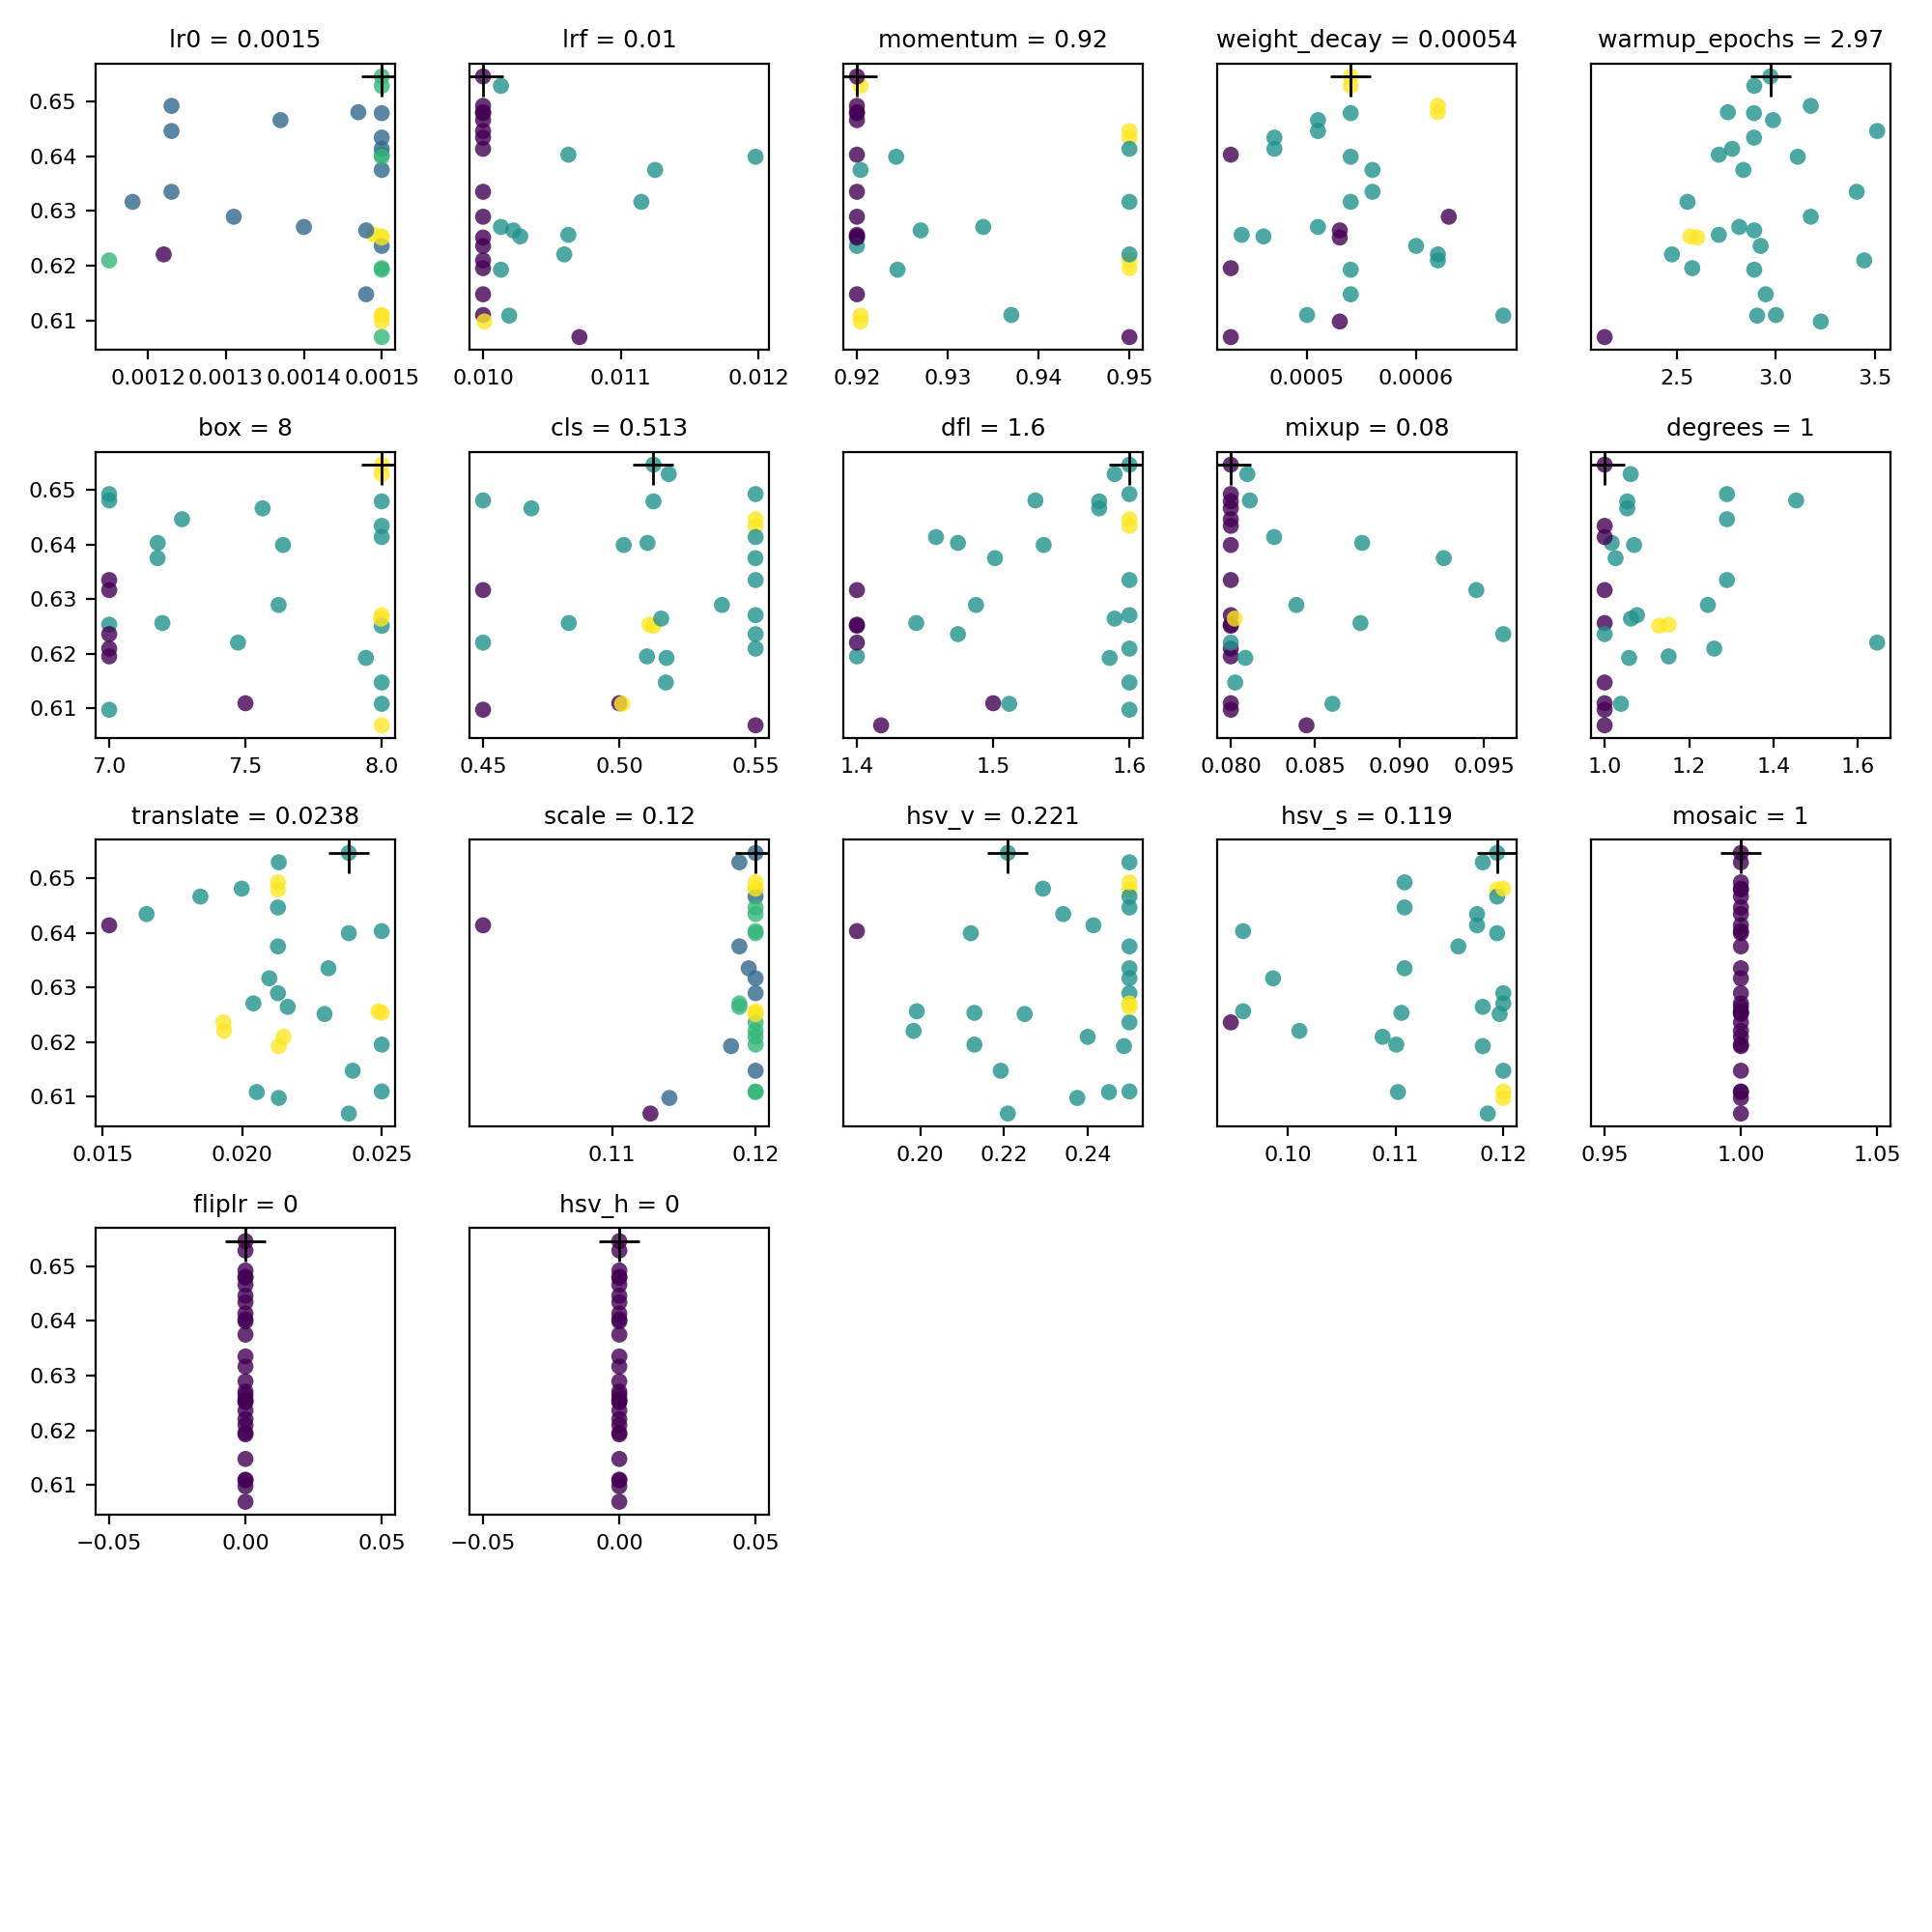 lr0 = 0.0015 lrf = 0.01 momentum = 0.92 weight_decay = 0.00054 warmup_epochs = 2.97
0.65
0.64
0.63
0.62
0.61
0.0012 0.0013 0.0014 0.0015 0.010 0.011 0.012 0.92 0.93 0.94 0.95 0.0005 0.0006 2.5 3.0 3.5
box = 8 cls = 0.513 dfl = 1.6 mixup = 0.08 degrees = 1
0.65
0.64
0.63
0.62
0.61
7.0 7.5 8.0 0.45 0.50 0.55 1.4 1.5 1.6 0.080 0.085 0.090 0.095 1.0 1.2 1.4 1.6
translate = 0.0238 scale = 0.12 hsv_v = 0.221 hsv_s = 0.119 mosaic = 1
0.65
0.64
0.63
0.62
0.61
0.015 0.020 0.025 0.11 0.12 0.20 0.22 0.24 0.10 0.11 0.12 0.95 1.00 1.05
fliplr = 0 hsv_h = 0
0.65
0.64
0.63
0.62
0.61
−0.05 0.00 0.05 −0.05 0.00 0.05